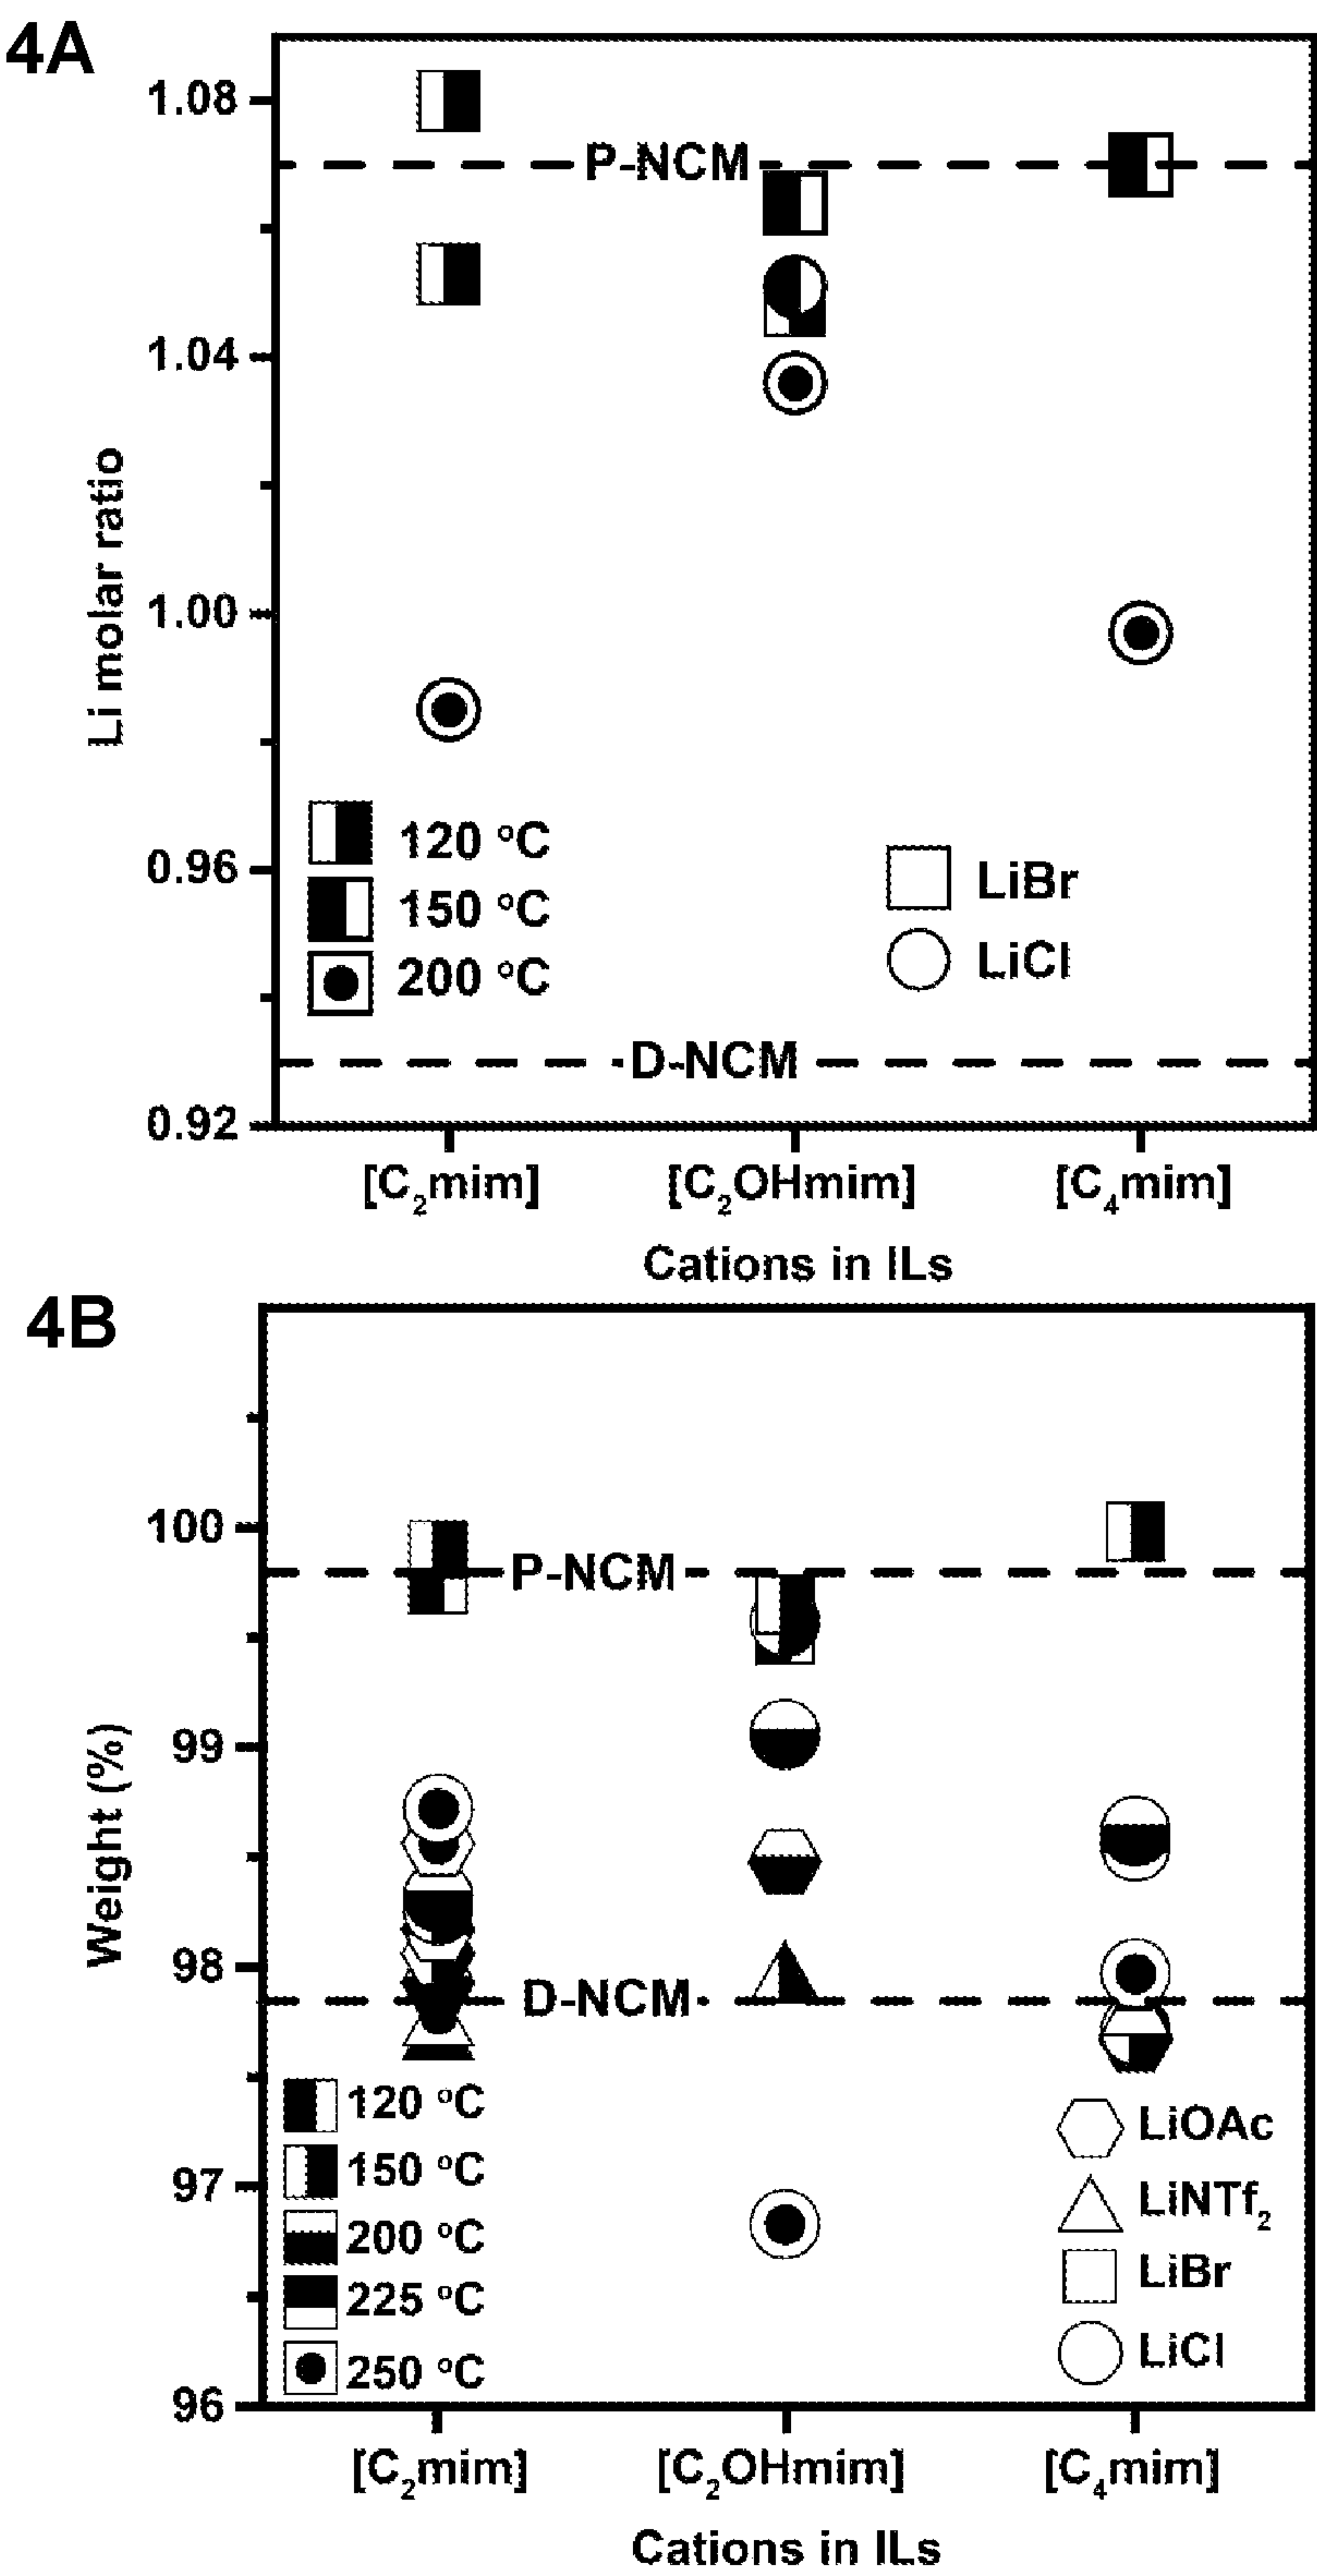 4A
1.08
P-NCM
1.04
Li molar ratio
1.00
120 °C
0.96
LiBr
150 °C
LiCl
200 °C
D-NCM
0.92
[C₂mim] [C₂OHmim] [C₄mim]
Cations in ILs
4B
100
P-NCM
99
Weight (%)
98
D-NCM
120 °C
LiOAc
150 °C
97
LiNTf₂
200 °C
LiBr
225 °C
LiCl
250 °C
96
[C₂mim] [C₂OHmim] [C₄mim]
Cations in ILs